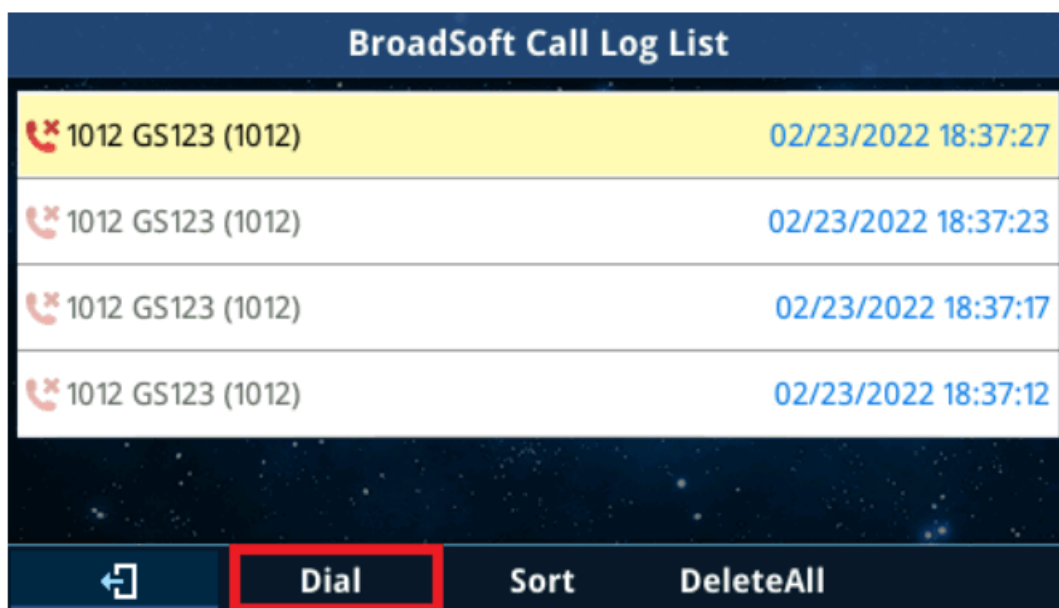 BroadSoft Call Log List
1012 GS123 (1012) 02/23/2022 18:37:27
1012 GS123 (1012) 02/23/2022 18:37:23
1012 GS123 (1012) 02/23/2022 18:37:17
1012 GS123 (1012) 02/23/2022 18:37:12
Dial Sort DeleteAll